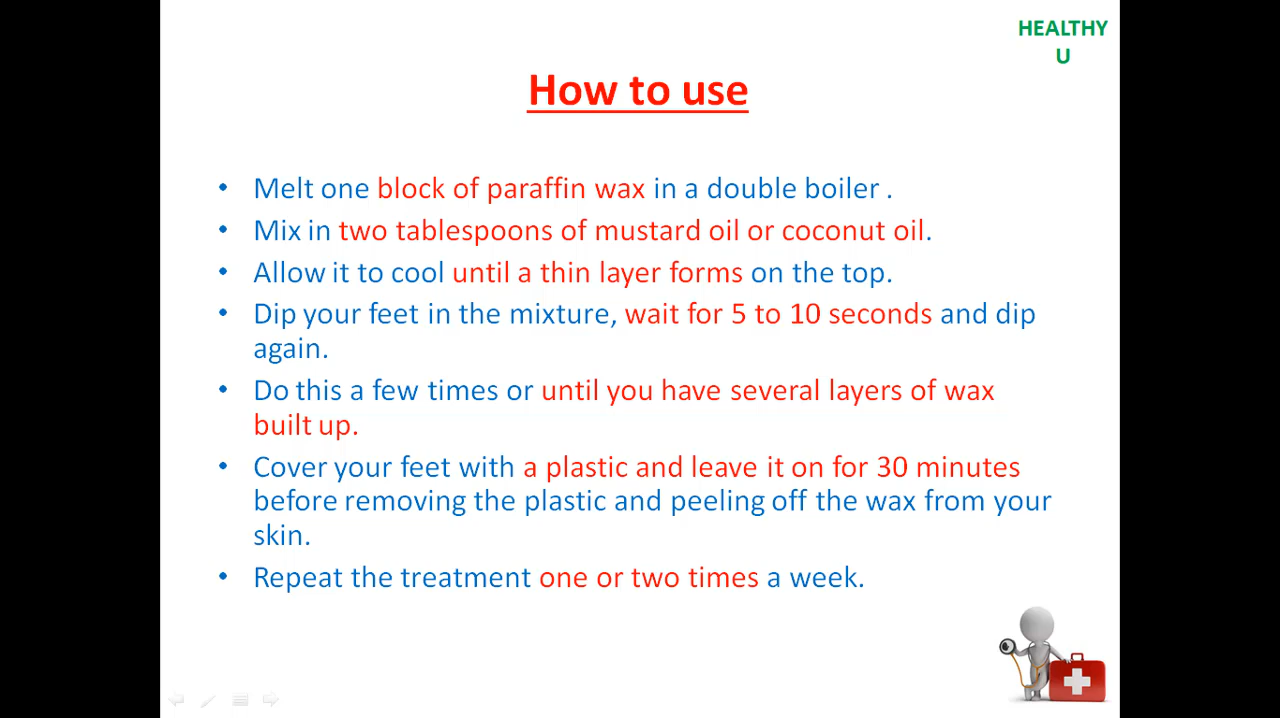 HEALTHY
U
How to use
• Melt one block of paraffin wax in a double boiler .
• Mix in two tablespoons of mustard oil or coconut oil.
• Allow it to cool until a thin layer forms on the top.
• Dip your feet in the mixture, wait for 5 to 10 seconds and dip
again.
• Do this a few times or until you have several layers of wax
built up.
• Cover your feet with a plastic and leave it on for 30 minutes
before removing the plastic and peeling off the wax from your
skin.
• Repeat the treatment one or two times a week.